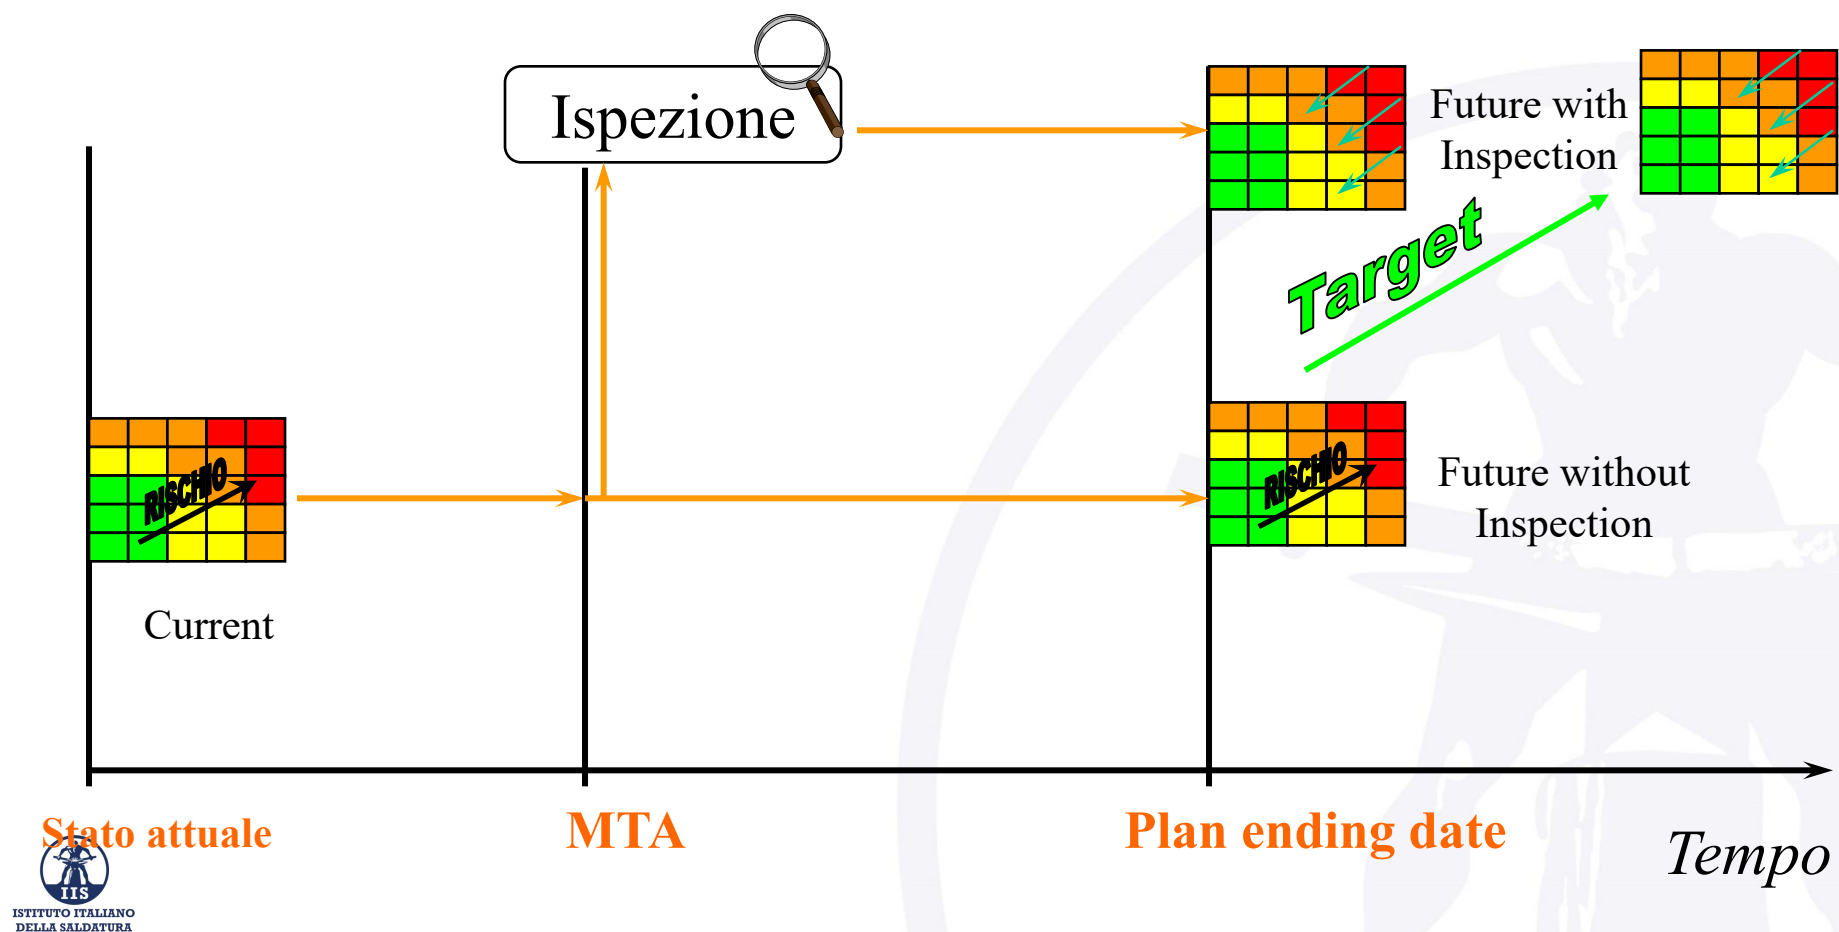 Ispezione
Future with
Inspection
Target
RISCHIO
RISCHIO
Future without
Inspection
Current
Stato attuale
MTA
Plan ending date
Tempo
IIS
ISTITUTO ITALIANO
DELLA SALDATURA